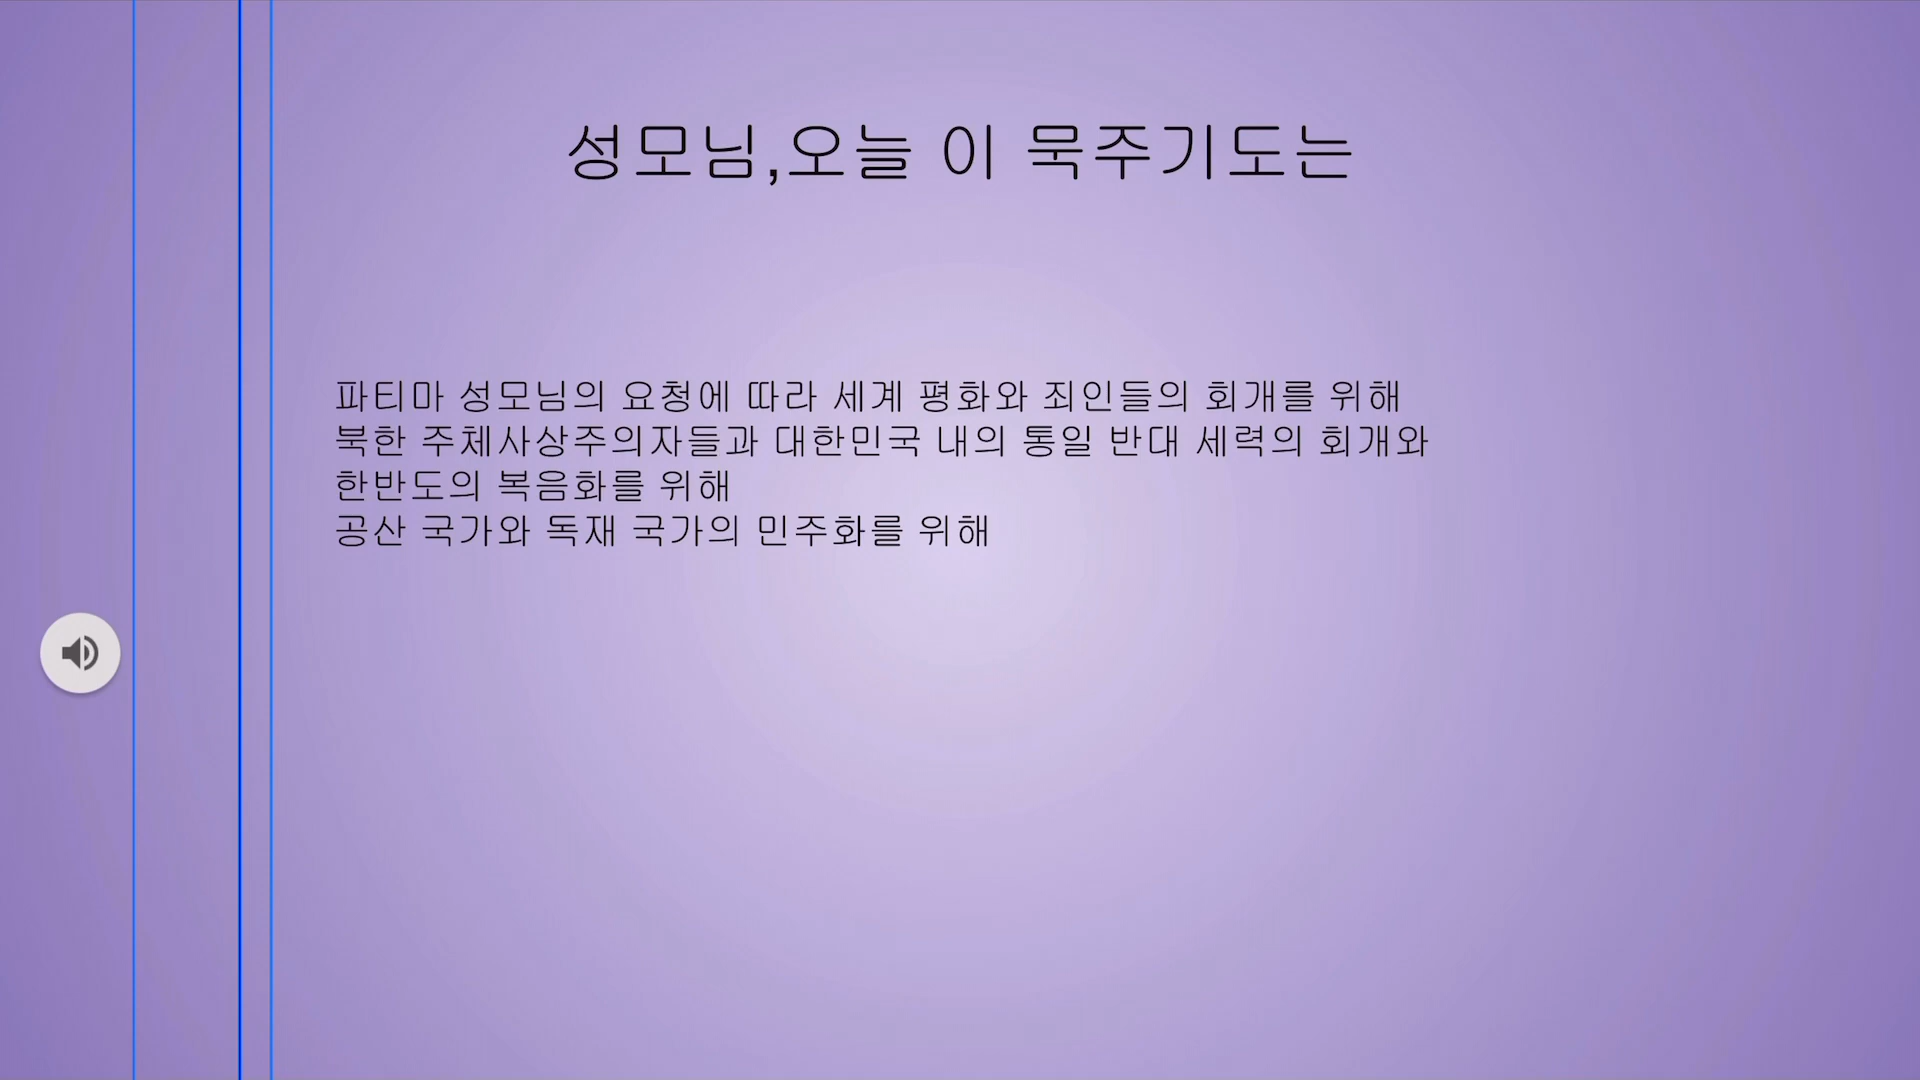 성모님,오늘 이 묵주기도는
파티마 성모님의 요청에 따라 세계 평화와 죄인들의 회개를 위해
북한 주체사상주의자들과 대한민국 내의 통일 반대 세력의 회개와
한반도의 복음화를 위해
공산 국가와 독재 국가의 민주화를 위해